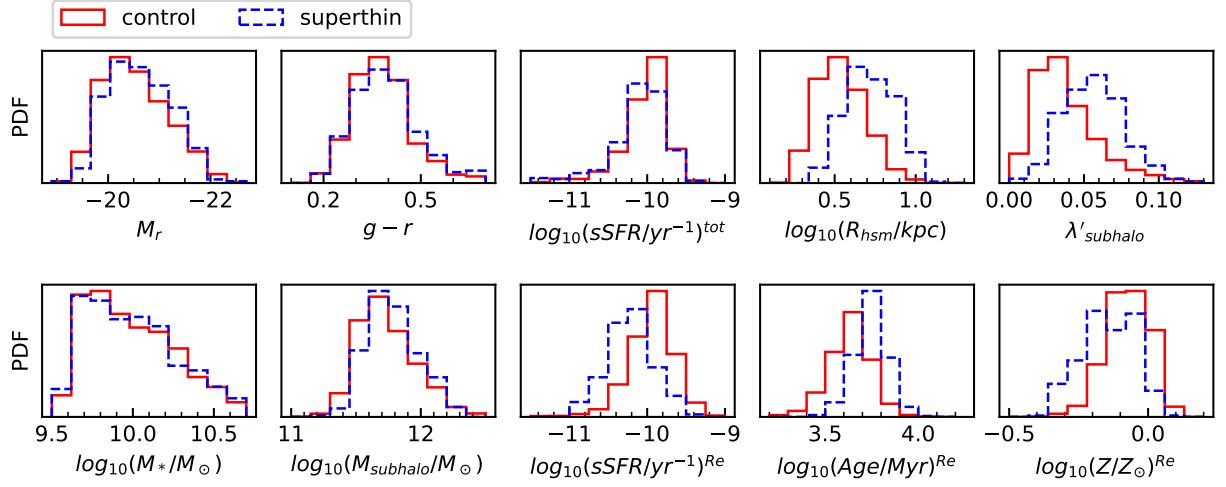 control superthin
PDF
−20 −22
M_r
0.2 0.5
g − r
−11 −10 −9
log₁₀(sSFR/yr⁻¹)^tot
0.5 1.0
log₁₀(R_hsm/kpc)
0.00 0.05 0.10
λ′_subhalo
PDF
9.5 10.0 10.5
log₁₀(M_*/M_⊙)
11 12
log₁₀(M_subhalo/M_⊙)
−11 −10 −9
log₁₀(sSFR/yr⁻¹)^Re
3.5 4.0
log₁₀(Age/Myr)^Re
−0.5 0.0
log₁₀(Z/Z_⊙)^Re